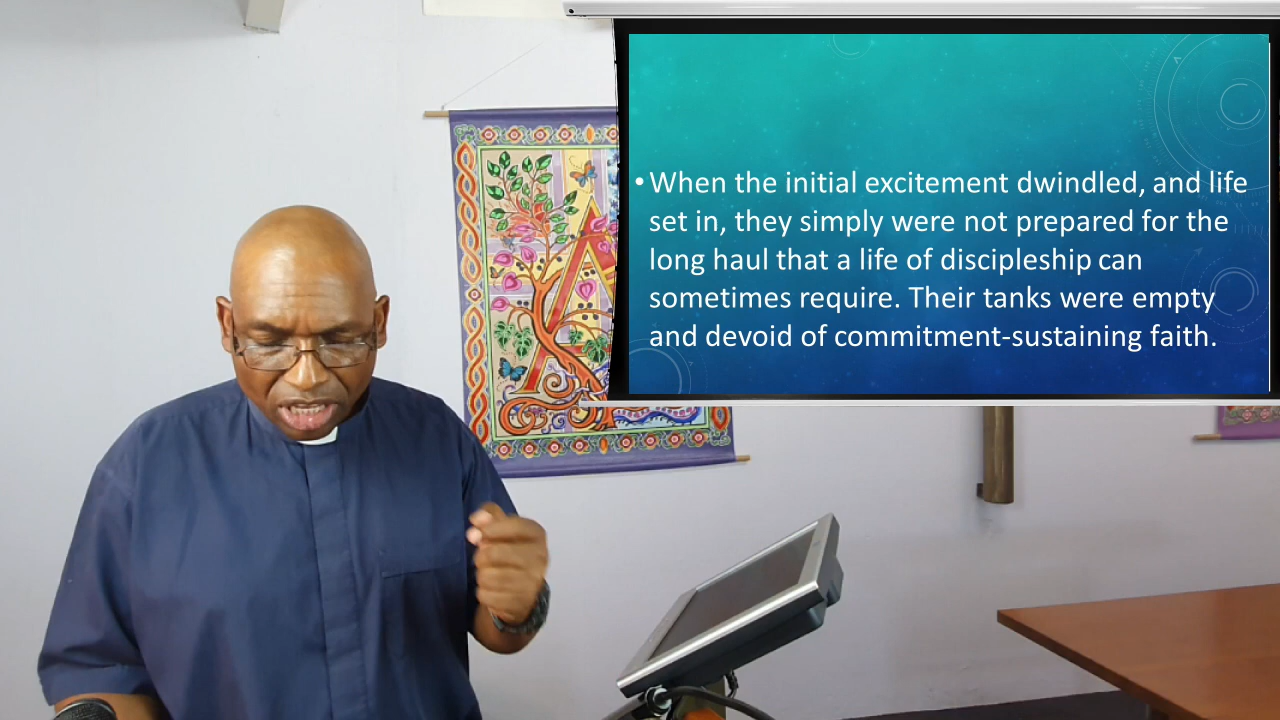 • When the initial excitement dwindled, and life
set in, they simply were not prepared for the
long haul that a life of discipleship can
sometimes require. Their tanks were empty
and devoid of commitment-sustaining faith.